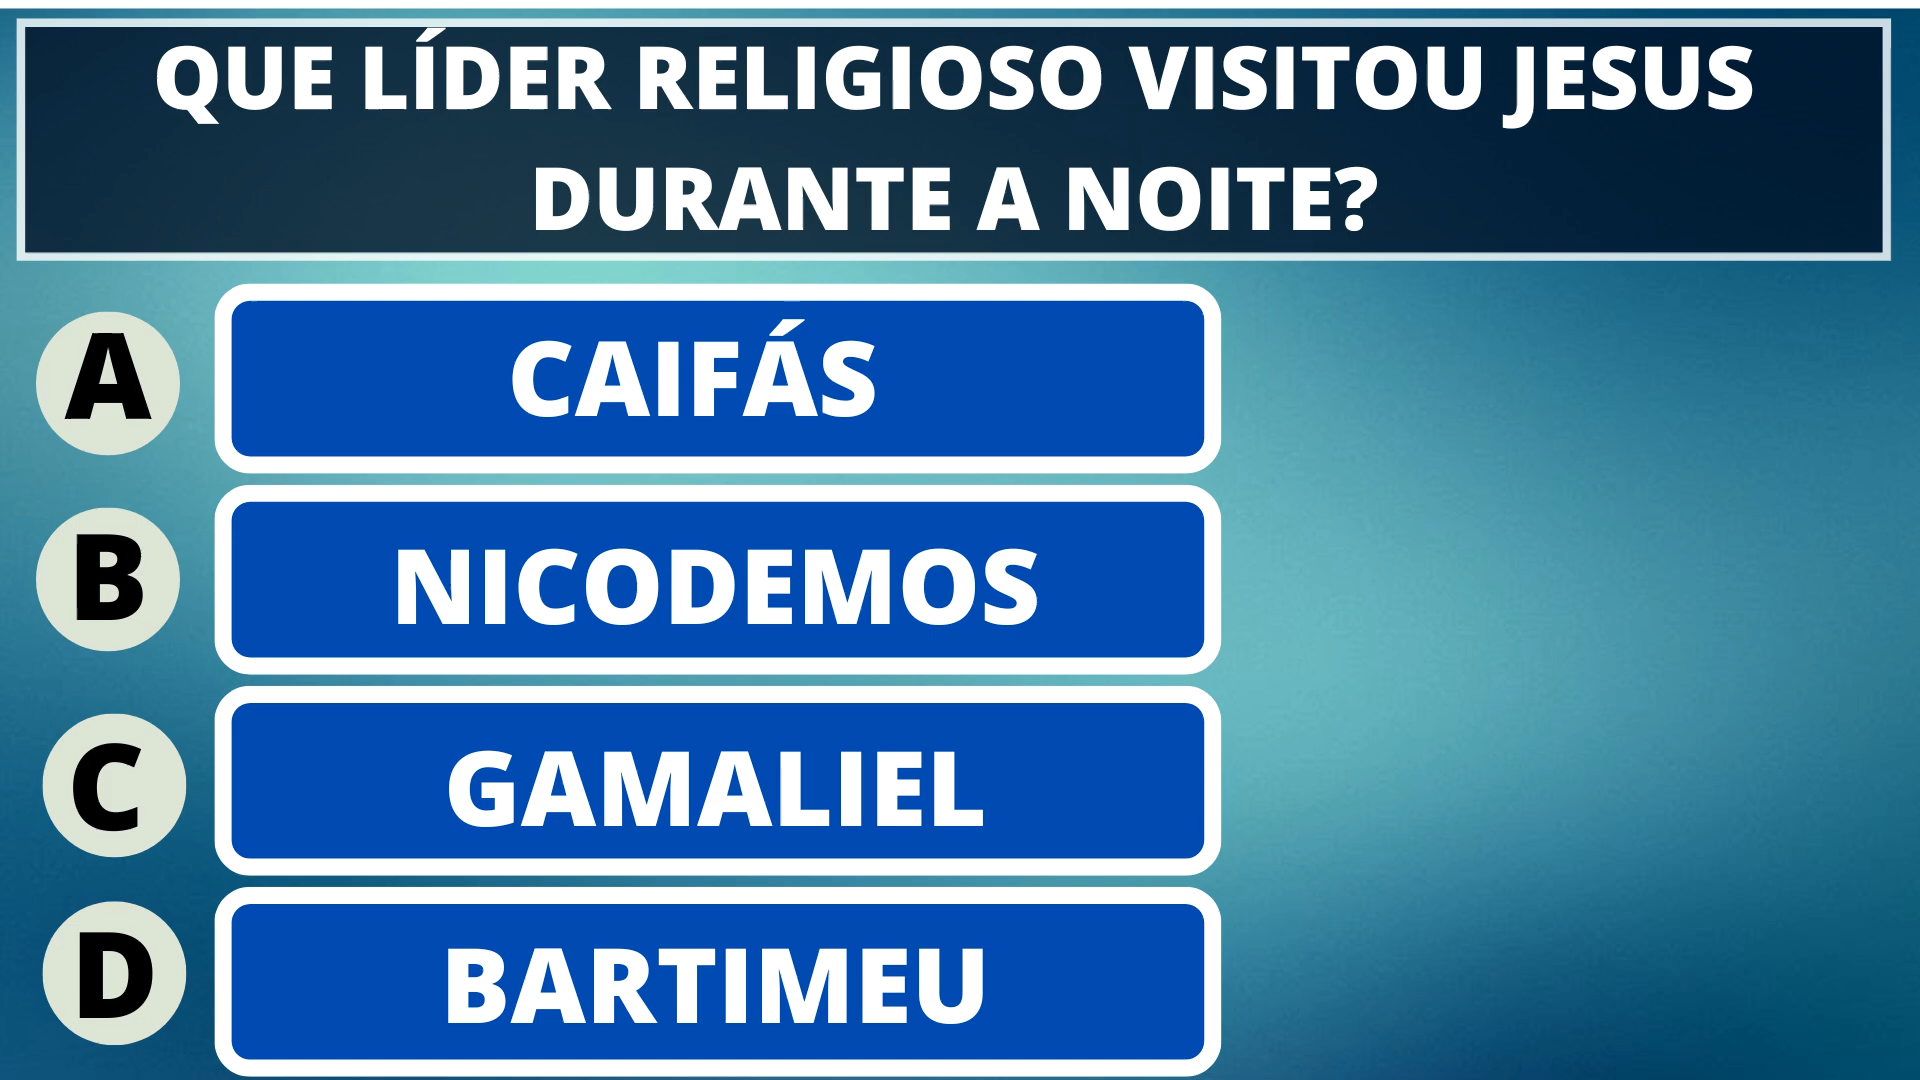 QUE LÍDER RELIGIOSO VISITOU JESUS
DURANTE A NOITE?
A CAIFÁS
B NICODEMOS
C GAMALIEL
D BARTIMEU